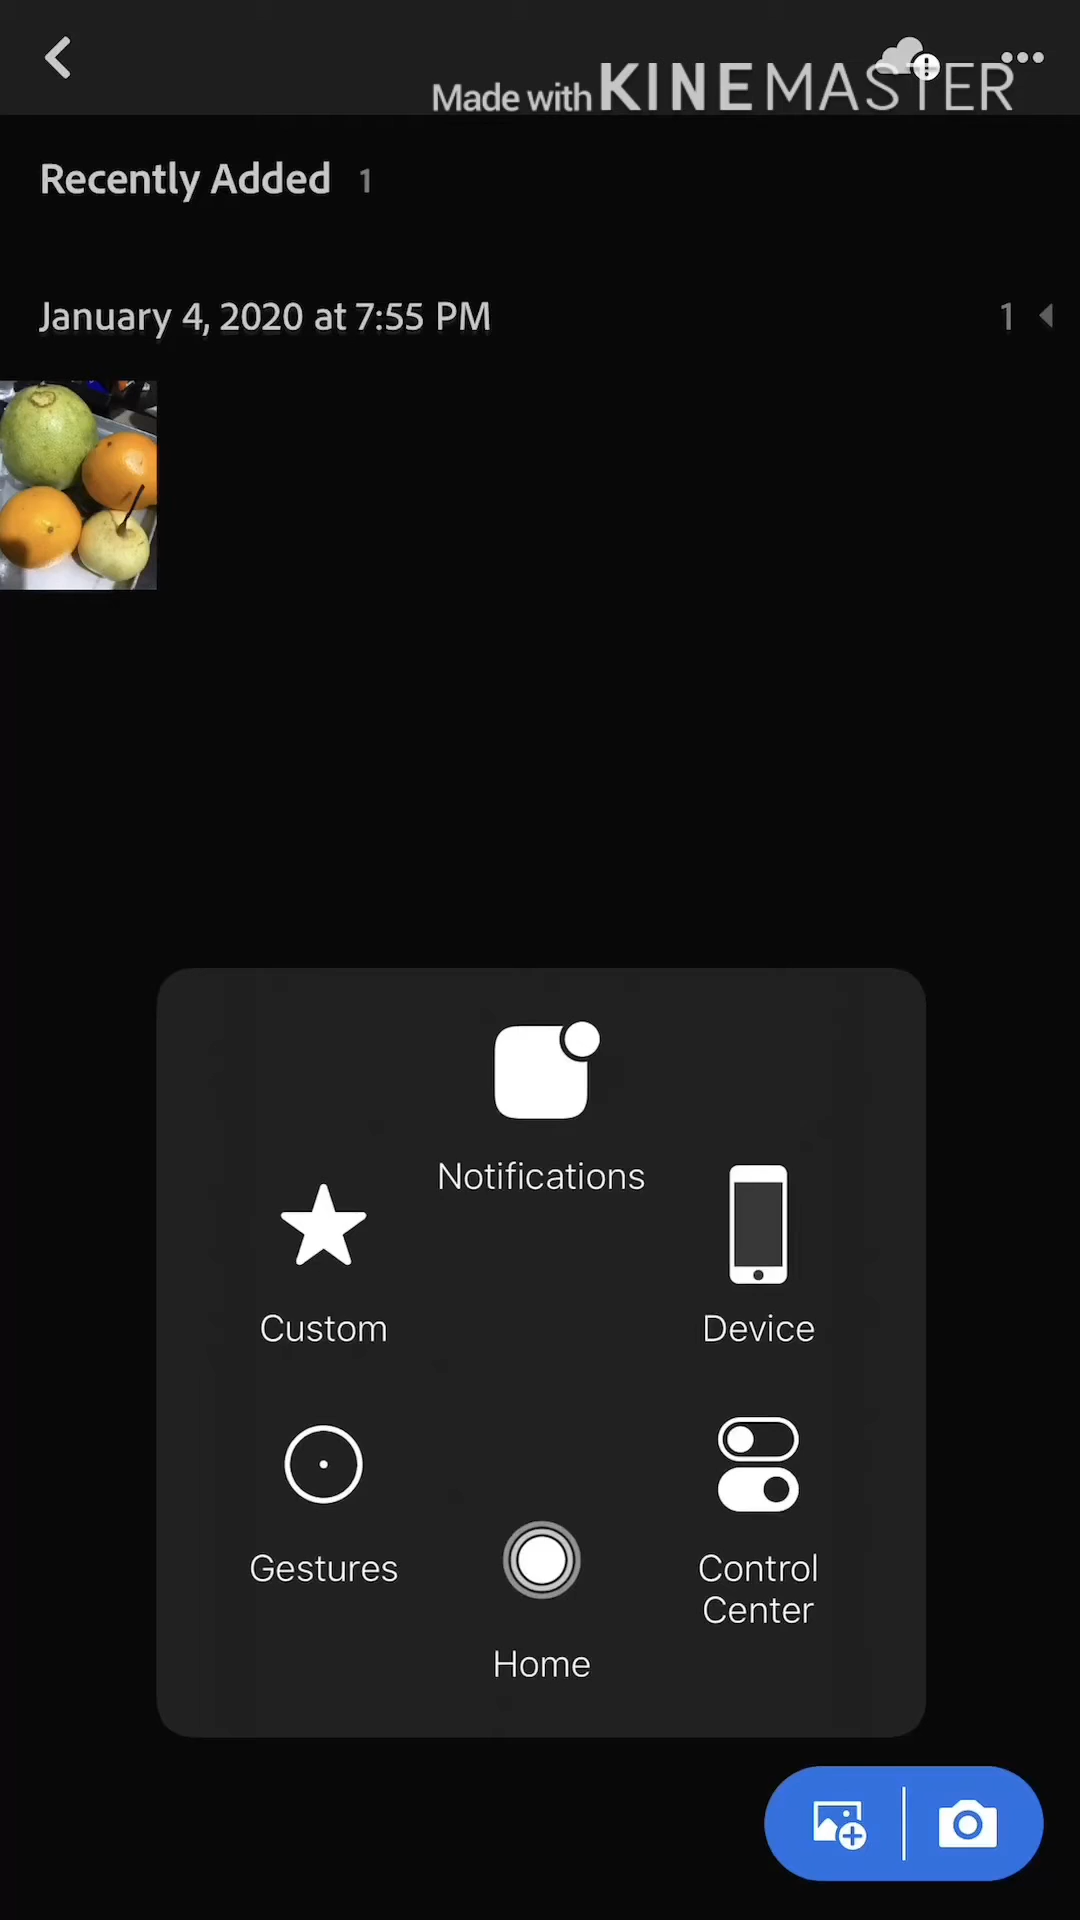 Made with KINEMASTER
Recently Added 1
January 4, 2020 at 7:55 PM 1
Notifications
Custom
Device
Gestures
Control
Center
Home